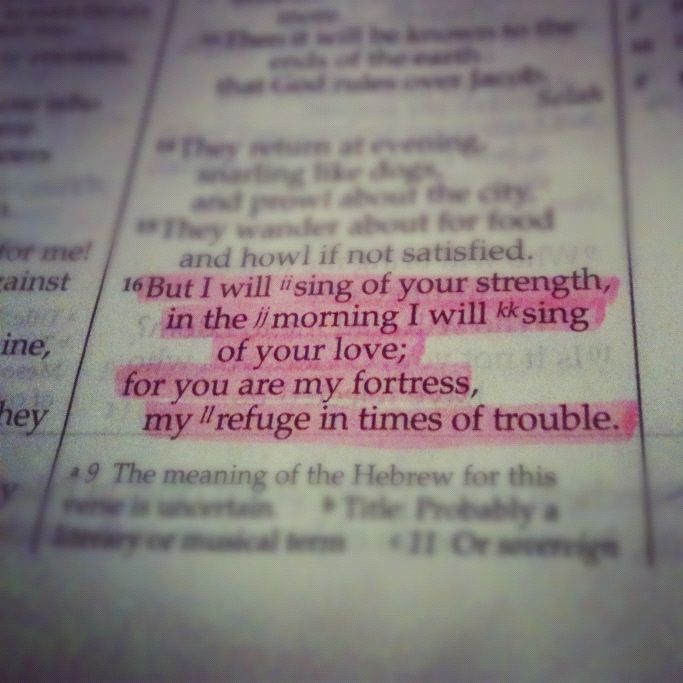 more.
Then it will be known to the
ends of the earth
that God rules over Jacob.
Selah
They return at evening,
snarling like dogs,
and prowl about the city.
15 They wander about for food
and howl if not satisfied.
16 But I will ii sing of your strength,
in the jj morning I will kk sing
of your love;
for you are my fortress,
my ll refuge in times of trouble.
a 9 The meaning of the Hebrew for this
verse is uncertain b Title: Probably a
literary or musical term c 11 Or sovereign
for me!
ainst
ine,
hey
y